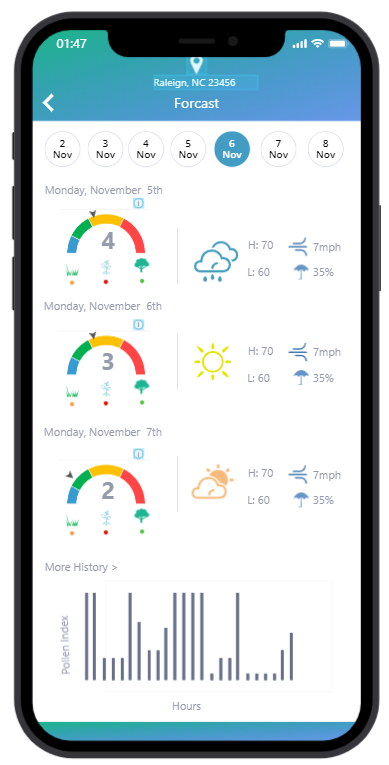 01:47
Raleign, NC 23456
Forcast
2 Nov
3 Nov
4 Nov
5 Nov
6 Nov
7 Nov
8 Nov
Monday, November 5th
4
H: 70
7mph
L: 60
35%
Monday, November 6th
3
H: 70
7mph
L: 60
35%
Monday, November 7th
2
H: 70
7mph
L: 60
35%
More History >
Pollen Index
Hours